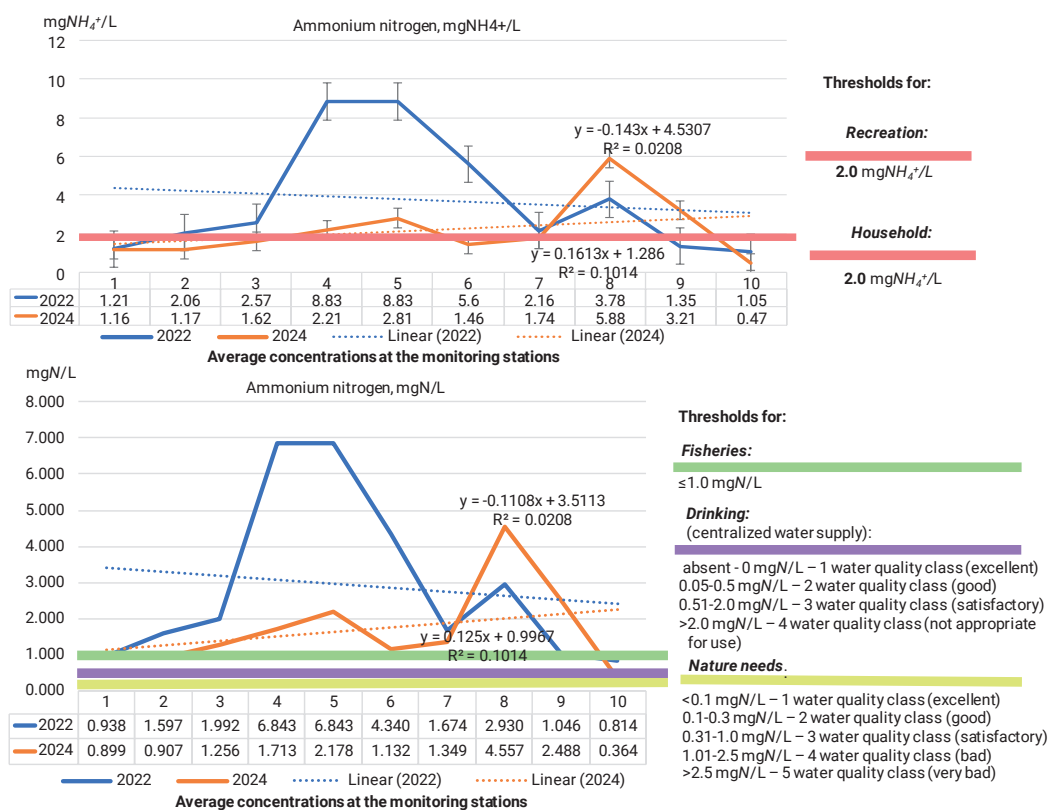 mgNH₄⁺/L
Ammonium nitrogen, mgNH4+/L
12
10
8
6
4
2
0
y = -0.143x + 4.5307
R² = 0.0208
y = 0.1613x + 1.286
R² = 0.1014
1 2 3 4 5 6 7 8 9 10
2022 1.21 2.06 2.57 8.83 8.83 5.6 2.16 3.78 1.35 1.05
2024 1.16 1.17 1.62 2.21 2.81 1.46 1.74 5.88 3.21 0.47
2022 2024 Linear (2022) Linear (2024)
Average concentrations at the monitoring stations
Thresholds for:
Recreation:
2.0 mgNH₄⁺/L
Household:
2.0 mgNH₄⁺/L
mgN/L
Ammonium nitrogen, mgN/L
8.000
7.000
6.000
5.000
4.000
3.000
2.000
1.000
0.000
y = -0.1108x + 3.5113
R² = 0.0208
y = 0.125x + 0.9967
R² = 0.1014
1 2 3 4 5 6 7 8 9 10
2022 0.938 1.597 1.992 6.843 6.843 4.340 1.674 2.930 1.046 0.814
2024 0.899 0.907 1.256 1.713 2.178 1.132 1.349 4.557 2.488 0.364
2022 2024 Linear (2022) Linear (2024)
Average concentrations at the monitoring stations
Thresholds for:
Fisheries:
≤1.0 mgN/L
Drinking:
(centralized water supply):
absent - 0 mgN/L – 1 water quality class (excellent)
0.05-0.5 mgN/L – 2 water quality class (good)
0.51-2.0 mgN/L – 3 water quality class (satisfactory)
>2.0 mgN/L – 4 water quality class (not appropriate
for use)
Nature needs.
<0.1 mgN/L – 1 water quality class (excellent)
0.1-0.3 mgN/L – 2 water quality class (good)
0.31-1.0 mgN/L – 3 water quality class (satisfactory)
1.01-2.5 mgN/L – 4 water quality class (bad)
>2.5 mgN/L – 5 water quality class (very bad)